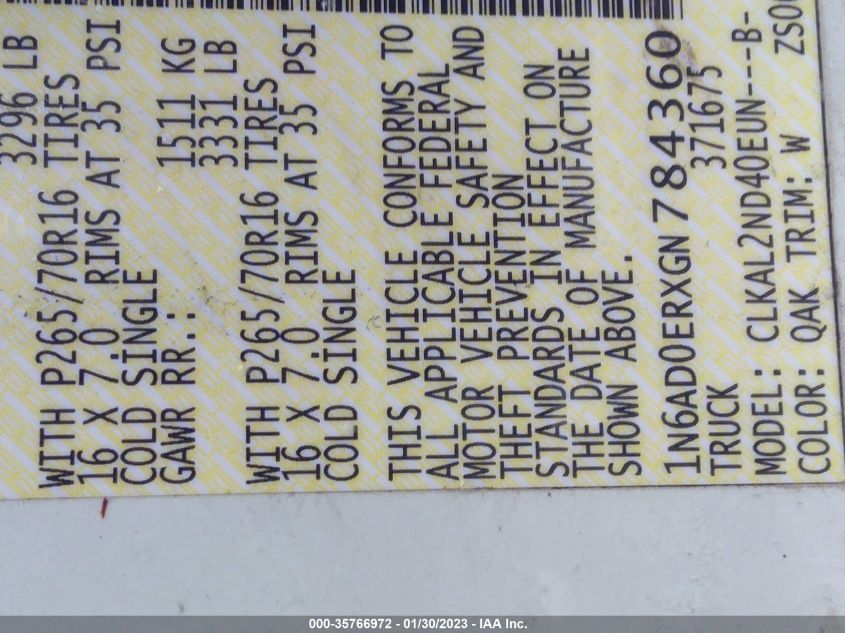 3296 LB
WITH P265/70R16 TIRES
16 X 7.0 RIMS AT 35 PSI
COLD SINGLE
GAWR RR.: 1511 KG
3331 LB
WITH P265/70R16 TIRES
16 X 7.0 RIMS AT 35 PSI
COLD SINGLE
THIS VEHICLE CONFORMS TO
ALL APPLICABLE FEDERAL
MOTOR VEHICLE SAFETY AND
THEFT PREVENTION
STANDARDS IN EFFECT ON
THE DATE OF MANUFACTURE
SHOWN ABOVE.
1N6AD0ERXGN784360
TRUCK 371675
MODEL: CLKAL2ND40EUN---B-
COLOR: QAK TRIM: W
000-35766972 - 01/30/2023 - IAA Inc.